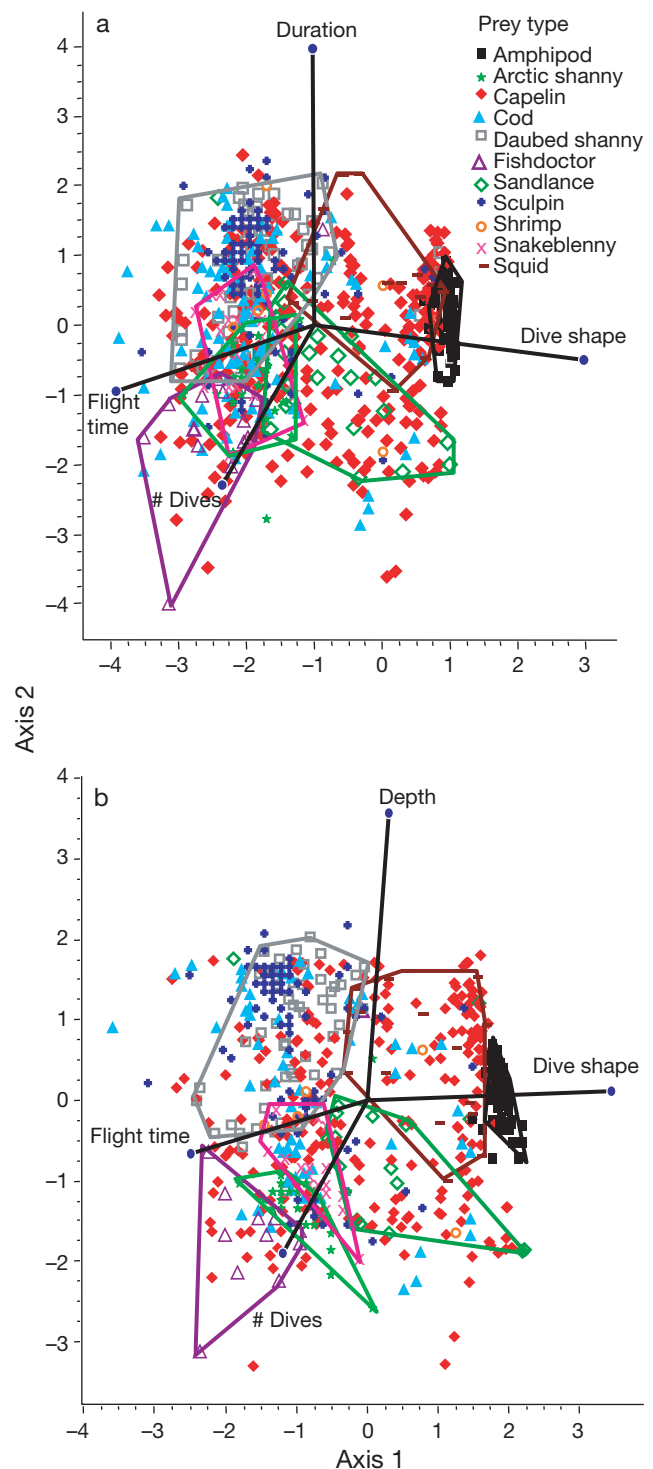 a
Duration
Prey type
Amphipod
Arctic shanny
Capelin
Cod
Daubed shanny
Fishdoctor
Sandlance
Sculpin
Shrimp
Snakeblenny
Squid
4
3
2
1
0
–1
–2
–3
–4
Dive shape
Flight
time
# Dives
–4 –3 –2 –1 0 1 2 3
Axis 2
b
Depth
4
3
2
1
0
–1
–2
–3
Dive shape
Flight time
# Dives
–4 –3 –2 –1 0 1 2 3
Axis 1